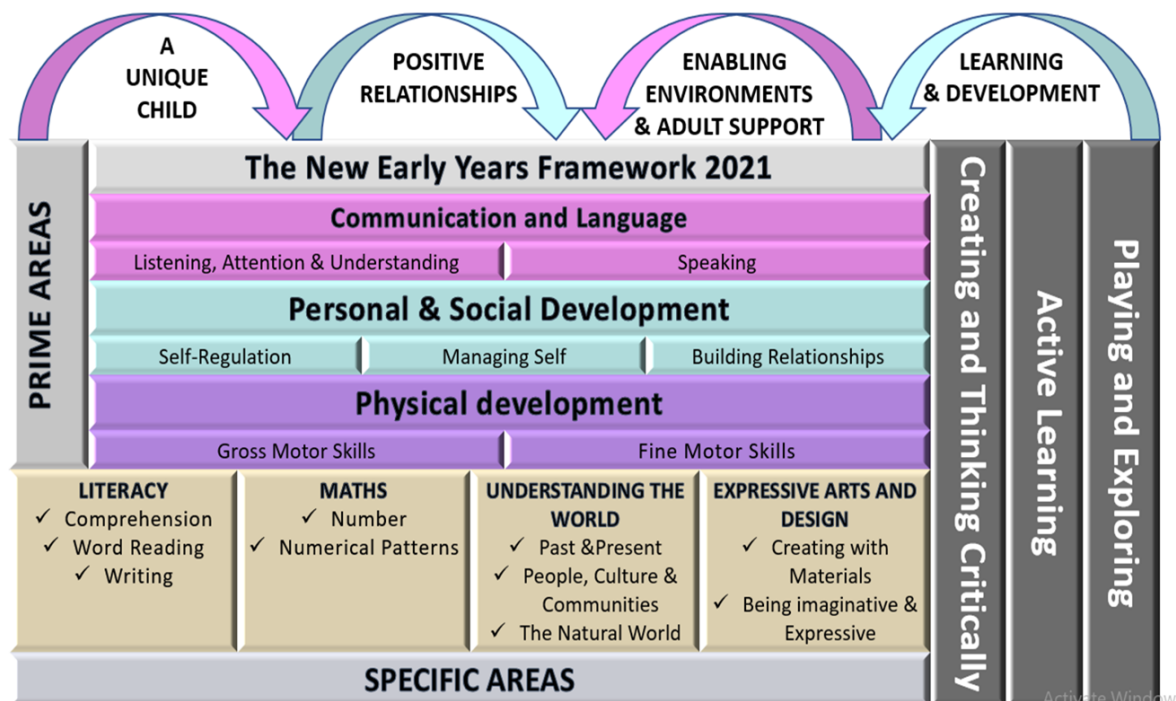 A
UNIQUE
CHILD
POSITIVE
RELATIONSHIPS
ENABLING
ENVIRONMENTS
& ADULT SUPPORT
LEARNING
& DEVELOPMENT
PRIME AREAS
The New Early Years Framework 2021
Communication and Language
Listening, Attention & Understanding
Speaking
Personal & Social Development
Self-Regulation
Managing Self
Building Relationships
Physical development
Gross Motor Skills
Fine Motor Skills
LITERACY
✓ Comprehension
✓ Word Reading
✓ Writing
MATHS
✓ Number
✓ Numerical Patterns
UNDERSTANDING THE
WORLD
✓ Past &Present
✓ People, Culture &
Communities
✓ The Natural World
EXPRESSIVE ARTS AND
DESIGN
✓ Creating with
Materials
✓ Being imaginative &
Expressive
SPECIFIC AREAS
Creating and Thinking Critically
Active Learning
Playing and Exploring
Activate Window